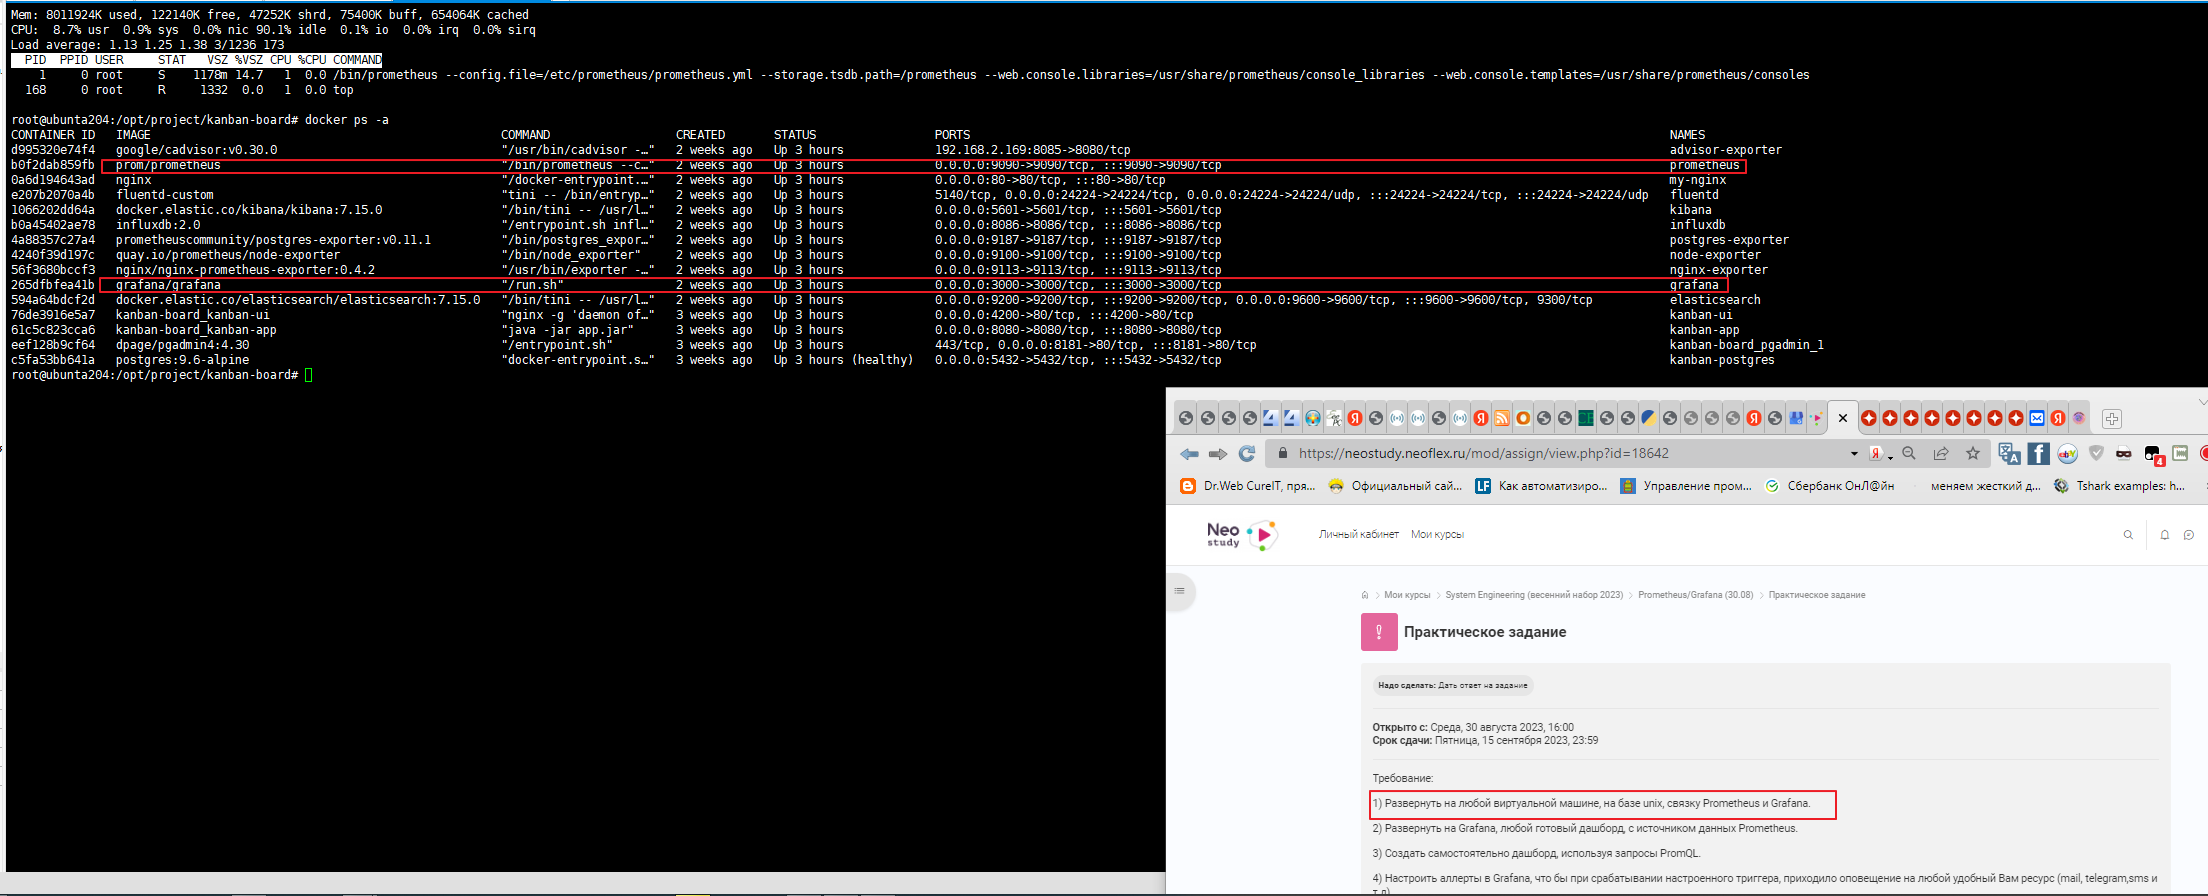 Mem: 8011924K used, 122140K free, 47252K shrd, 75400K buff, 654064K cached
CPU:  8.7% usr  0.9% sys  0.0% nic 90.1% idle  0.1% io  0.0% irq  0.0% sirq
Load average: 1.13 1.25 1.38 3/1236 173
PID  PPID USER     STAT   VSZ %VSZ CPU %CPU COMMAND
1     0 root     S    1178m 14.7   1  0.0 /bin/prometheus --config.file=/etc/prometheus/prometheus.yml --storage.tsdb.path=/prometheus --web.console.libraries=/usr/share/prometheus/console_libraries --web.console.templates=/usr/share/prometheus/consoles
168     0 root     R     1332  0.0   1  0.0 top
root@ubunta204:/opt/project/kanban-board# docker ps -a
CONTAINER ID   IMAGE   COMMAND   CREATED   STATUS   PORTS   NAMES
d995320e74f4   google/cadvisor:v0.30.0   "/usr/bin/cadvisor -…"   2 weeks ago   Up 3 hours   192.168.2.169:8085->8080/tcp   advisor-exporter
b0f2dab859fb   prom/prometheus   "/bin/prometheus --c…"   2 weeks ago   Up 3 hours   0.0.0.0:9090->9090/tcp, :::9090->9090/tcp   prometheus
0a6d194643ad   nginx   "/docker-entrypoint.…"   2 weeks ago   Up 3 hours   0.0.0.0:80->80/tcp, :::80->80/tcp   my-nginx
e207b2070a4b   fluentd-custom   "tini -- /bin/entryp…"   2 weeks ago   Up 3 hours   5140/tcp, 0.0.0.0:24224->24224/tcp, 0.0.0.0:24224->24224/udp, :::24224->24224/tcp, :::24224->24224/udp   fluentd
1066202dd64a   docker.elastic.co/kibana/kibana:7.15.0   "/bin/tini -- /usr/l…"   2 weeks ago   Up 3 hours   0.0.0.0:5601->5601/tcp, :::5601->5601/tcp   kibana
b0a45402ae78   influxdb:2.0   "/entrypoint.sh infl…"   2 weeks ago   Up 3 hours   0.0.0.0:8086->8086/tcp, :::8086->8086/tcp   influxdb
4a88357c27a4   prometheuscommunity/postgres-exporter:v0.11.1   "/bin/postgres_expor…"   2 weeks ago   Up 3 hours   0.0.0.0:9187->9187/tcp, :::9187->9187/tcp   postgres-exporter
4240f39d197c   quay.io/prometheus/node-exporter   "/bin/node_exporter"   2 weeks ago   Up 3 hours   0.0.0.0:9100->9100/tcp, :::9100->9100/tcp   node-exporter
56f3680bccf3   nginx/nginx-prometheus-exporter:0.4.2   "/usr/bin/exporter -…"   2 weeks ago   Up 3 hours   0.0.0.0:9113->9113/tcp, :::9113->9113/tcp   nginx-exporter
265dfbfea41b   grafana/grafana   "/run.sh"   2 weeks ago   Up 3 hours   0.0.0.0:3000->3000/tcp, :::3000->3000/tcp   grafana
594a64bdcf2d   docker.elastic.co/elasticsearch/elasticsearch:7.15.0   "/bin/tini -- /usr/l…"   2 weeks ago   Up 3 hours   0.0.0.0:9200->9200/tcp, :::9200->9200/tcp, 0.0.0.0:9600->9600/tcp, :::9600->9600/tcp, 9300/tcp   elasticsearch
76de3916e5a7   kanban-board_kanban-ui   "nginx -g 'daemon of…"   3 weeks ago   Up 3 hours   0.0.0.0:4200->80/tcp, :::4200->80/tcp   kanban-ui
61c5c823cca6   kanban-board_kanban-app   "java -jar app.jar"   3 weeks ago   Up 3 hours   0.0.0.0:8080->8080/tcp, :::8080->8080/tcp   kanban-app
eef128b9cf64   dpage/pgadmin4:4.30   "/entrypoint.sh"   3 weeks ago   Up 3 hours   443/tcp, 0.0.0.0:8181->80/tcp, :::8181->80/tcp   kanban-board_pgadmin_1
c5fa53bb641a   postgres:9.6-alpine   "docker-entrypoint.s…"   3 weeks ago   Up 3 hours (healthy)   0.0.0.0:5432->5432/tcp, :::5432->5432/tcp   kanban-postgres
root@ubunta204:/opt/project/kanban-board#
https://neostudy.neoflex.ru/mod/assign/view.php?id=18642
4
Dr.Web CureIT, пря... Официальный сай... LF Как автоматизиро... Управление пром... Сбербанк ОнЛ@йн меняем жесткий д... Tshark examples: h...
Neo study Личный кабинет Мои курсы
Мои курсы > System Engineering (весенний набор 2023) > Prometheus/Grafana (30.08) > Практическое задание
Практическое задание
Надо сделать: Дать ответ на задание
Открыто с: Среда, 30 августа 2023, 16:00
Срок сдачи: Пятница, 15 сентября 2023, 23:59
Требование:
1) Развернуть на любой виртуальной машине, на базе unix, связку Prometheus и Grafana.
2) Развернуть на Grafana, любой готовый дашборд, с источником данных Prometheus.
3) Создать самостоятельно дашборд, используя запросы PromQL.
4) Настроить аллерты в Grafana, что бы при срабатывании настроенного триггера, приходило оповещение на любой удобный Вам ресурс (mail, telegram,sms и